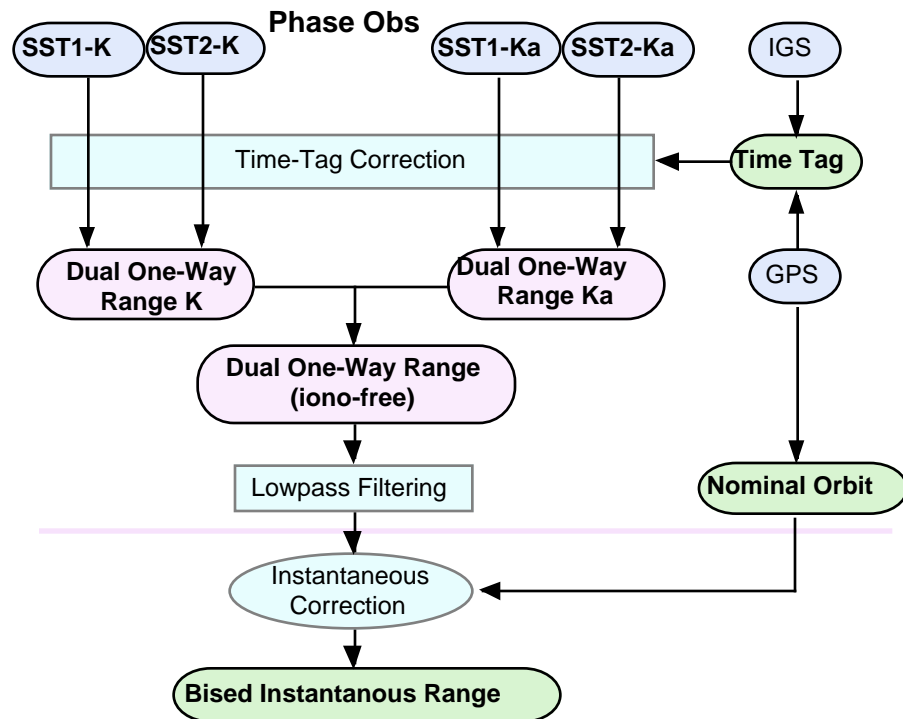 Phase Obs
SST1-K
SST2-K
SST1-Ka
SST2-Ka
IGS
Time-Tag Correction
Time Tag
Dual One-Way
Range K
Dual One-Way
Range Ka
GPS
Dual One-Way Range
(iono-free)
Lowpass Filtering
Nominal Orbit
Instantaneous
Correction
Bised Instantanous Range